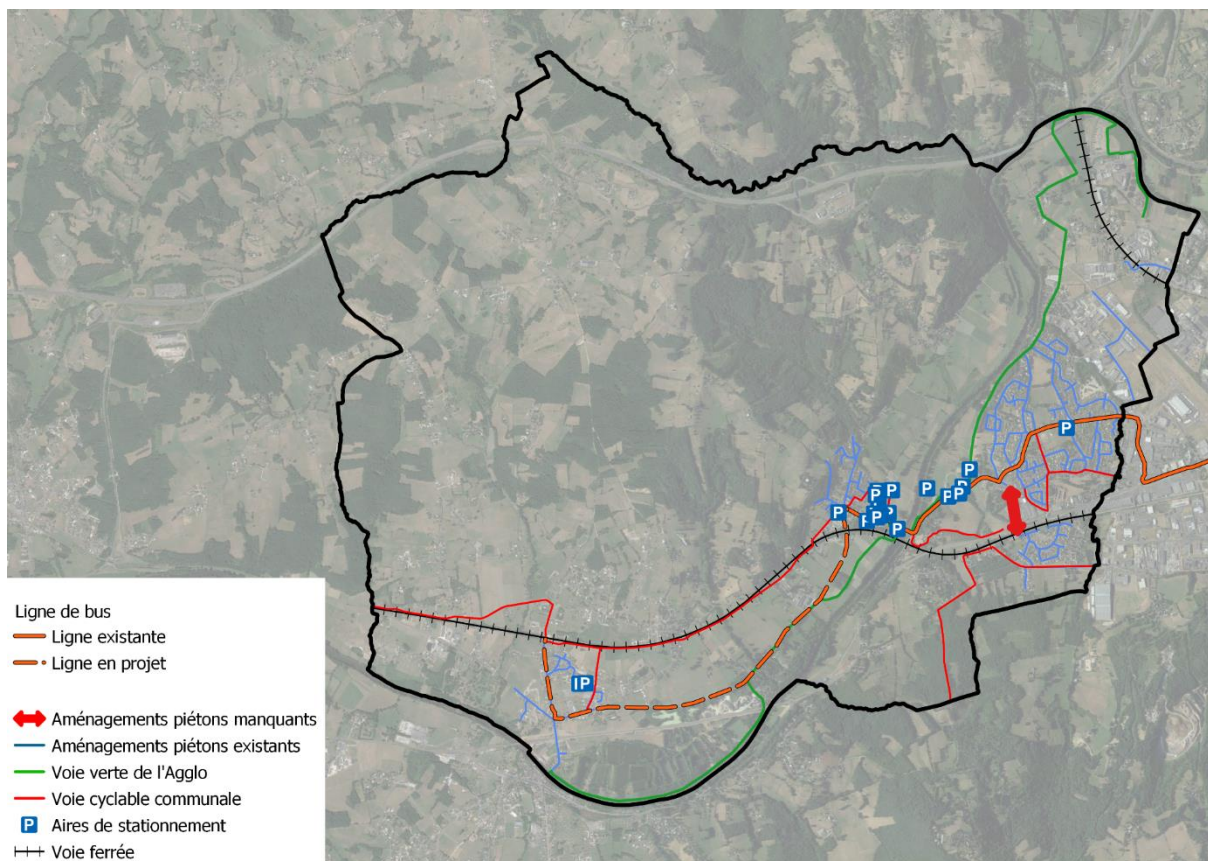 Ligne de bus
Ligne existante
Ligne en projet
Aménagements piétons manquants
Aménagements piétons existants
Voie verte de l'Agglo
Voie cyclable communale
P Aires de stationnement
Voie ferrée
P
P
P
P
P
P
P
P
P
P
P
P
P
P
IP